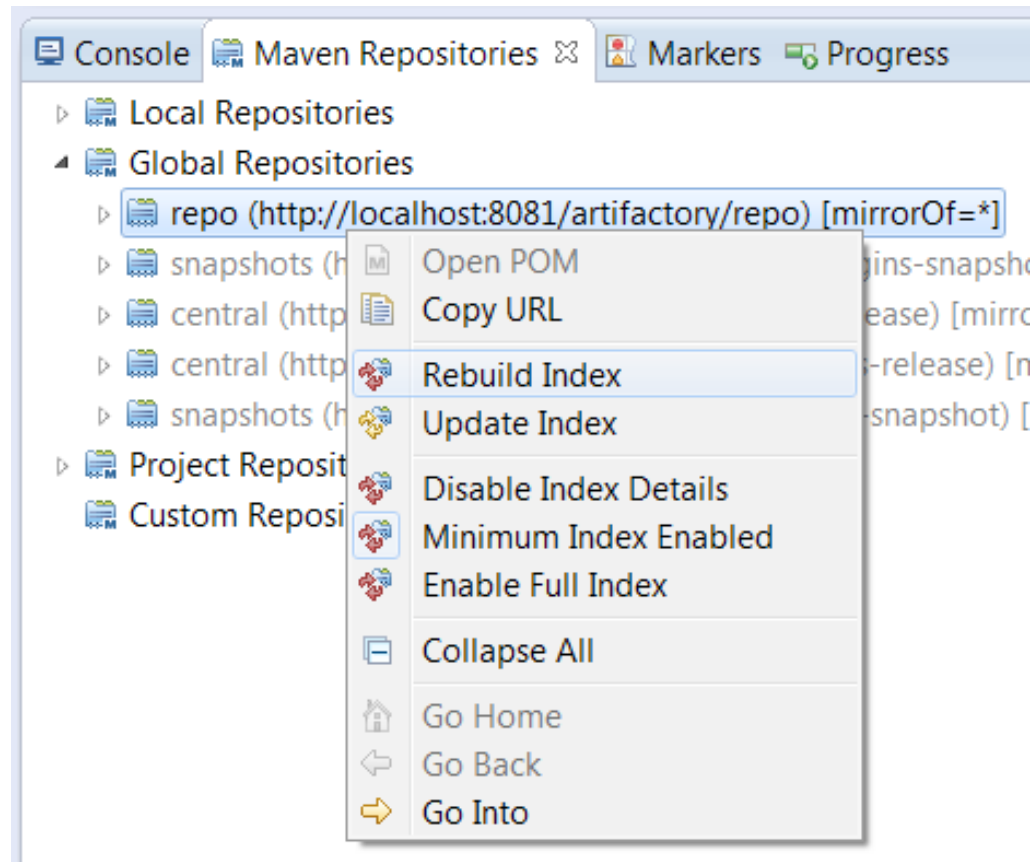 Console Maven Repositories Markers Progress
Local Repositories
Global Repositories
repo (http://localhost:8081/artifactory/repo) [mirrorOf=*]
snapshots (
Open POM
central (http
Copy URL
ease) [mirro
central (http
Rebuild Index
-release) [
snapshots (
Update Index
-snapshot) [
Project Reposit
Disable Index Details
Custom Reposi
Minimum Index Enabled
Enable Full Index
Collapse All
Go Home
Go Back
Go Into